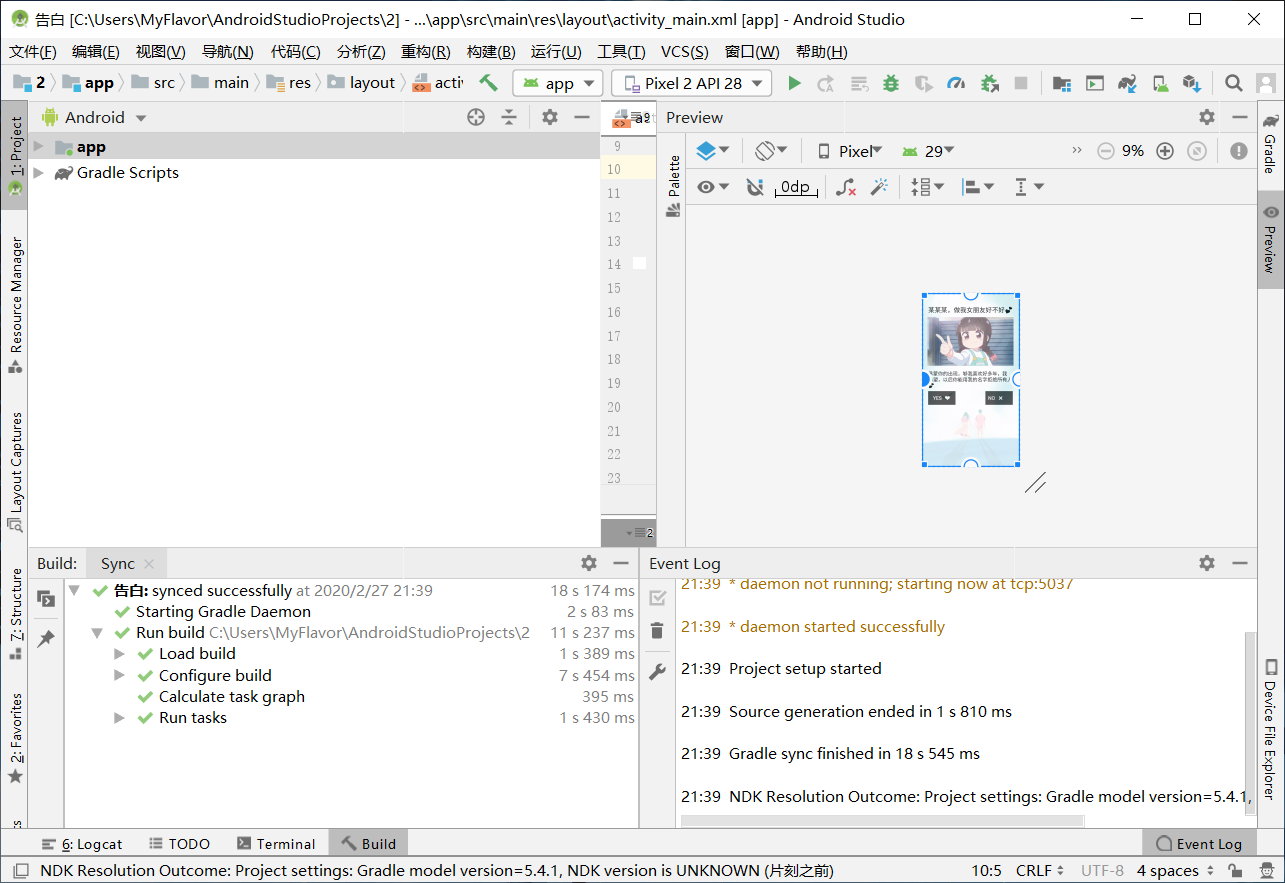 告白 [C:\Users\MyFlavor\AndroidStudioProjects\2] - ...\app\src\main\res\layout\activity_main.xml [app] - Android Studio
文件(F) 编辑(E) 视图(V) 导航(N) 代码(C) 分析(Z) 重构(R) 构建(B) 运行(U) 工具(T) VCS(S) 窗口(W) 帮助(H)
2 app src main res layout activ app Pixel 2 API 28
1: Project
Resource Manager
Layout Captures
7: Structure
2: Favorites
Android
app
Gradle Scripts
9
10
11
12
13
14
15
16
17
18
19
20
21
22
23
2
Preview
Palette
Pixel 29 9%
0dp
某某某，做我女朋友好不好
YES
NO
Gradle
Preview
Device File Explorer
Build: Sync
告白: synced successfully at 2020/2/27 21:39 18 s 174 ms
Starting Gradle Daemon 2 s 83 ms
Run build C:\Users\MyFlavor\AndroidStudioProjects\2 11 s 237 ms
Load build 1 s 389 ms
Configure build 7 s 454 ms
Calculate task graph 395 ms
Run tasks 1 s 430 ms
Event Log
21:39 * daemon not running; starting now at tcp:5037
21:39 * daemon started successfully
21:39 Project setup started
21:39 Source generation ended in 1 s 810 ms
21:39 Gradle sync finished in 18 s 545 ms
21:39 NDK Resolution Outcome: Project settings: Gradle model version=5.4.1,
6: Logcat TODO Terminal Build Event Log
NDK Resolution Outcome: Project settings: Gradle model version=5.4.1, NDK version is UNKNOWN (片刻之前) 10:5 CRLF UTF-8 4 spaces